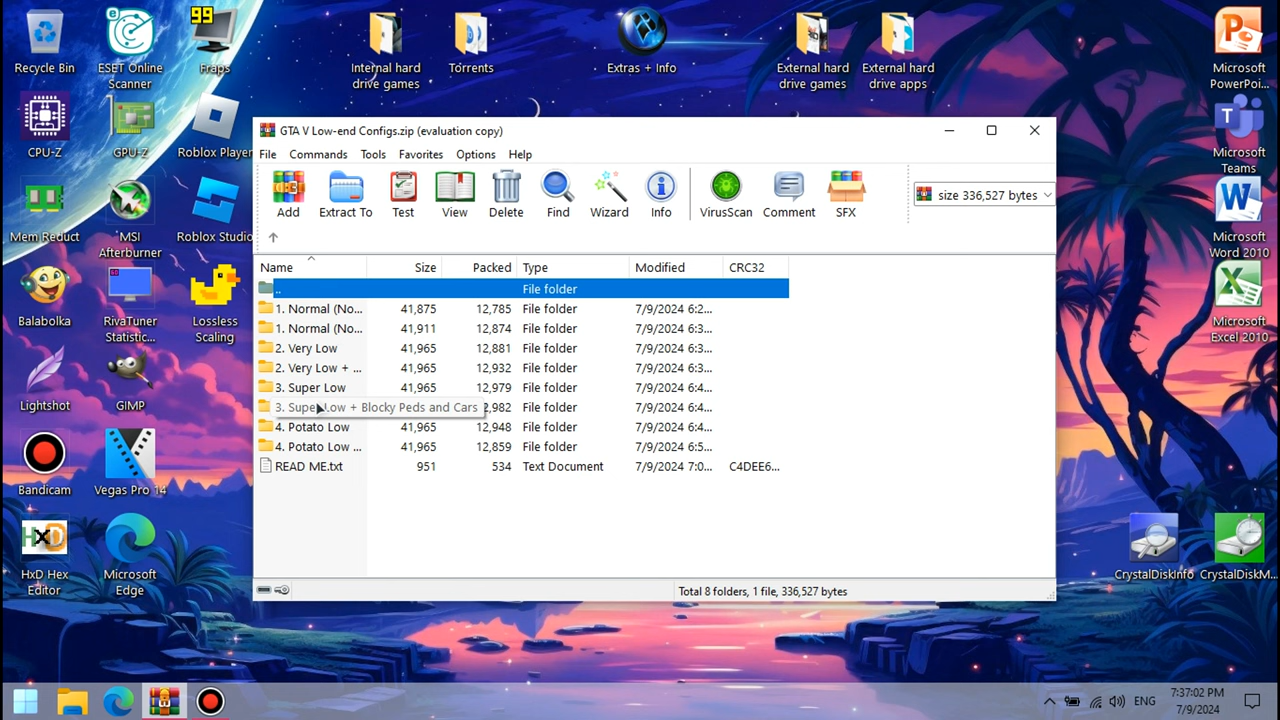 99
Recycle Bin
ESET Online
Scanner
Fraps
Internal hard
drive games
Torrents
Extras + Info
External hard
drive games
External hard
drive apps
Microsoft
PowerPoi...
CPU-Z
GPU-Z
Roblox Player
Microsoft
Teams
Mem Reduct
MSI
Afterburner
Roblox Studio
Microsoft
Word 2010
Balabolka
RivaTuner
Statistic...
Lossless
Scaling
Microsoft
Excel 2010
Lightshot
GIMP
Bandicam
Vegas Pro 14
HxD
HxD Hex
Editor
Microsoft
Edge
CrystalDiskInfo
CrystalDiskM...
GTA V Low-end Configs.zip (evaluation copy)
File Commands Tools Favorites Options Help
Add Extract To Test View Delete Find Wizard Info VirusScan Comment SFX
size 336,527 bytes
Name Size Packed Type Modified CRC32
.. File folder
1. Normal (No... 41,875 12,785 File folder 7/9/2024 6:2...
1. Normal (No... 41,911 12,874 File folder 7/9/2024 6:3...
2. Very Low 41,965 12,881 File folder 7/9/2024 6:3...
2. Very Low + ... 41,965 12,932 File folder 7/9/2024 6:3...
3. Super Low 41,965 12,979 File folder 7/9/2024 6:4...
3. Super Low + Blocky Peds and Cars 2,982 File folder 7/9/2024 6:4...
4. Potato Low 41,965 12,948 File folder 7/9/2024 6:4...
4. Potato Low ... 41,965 12,859 File folder 7/9/2024 6:5...
READ ME.txt 951 534 Text Document 7/9/2024 7:0... C4DEE6...
Total 8 folders, 1 file, 336,527 bytes
ENG
7:37:02 PM
7/9/2024